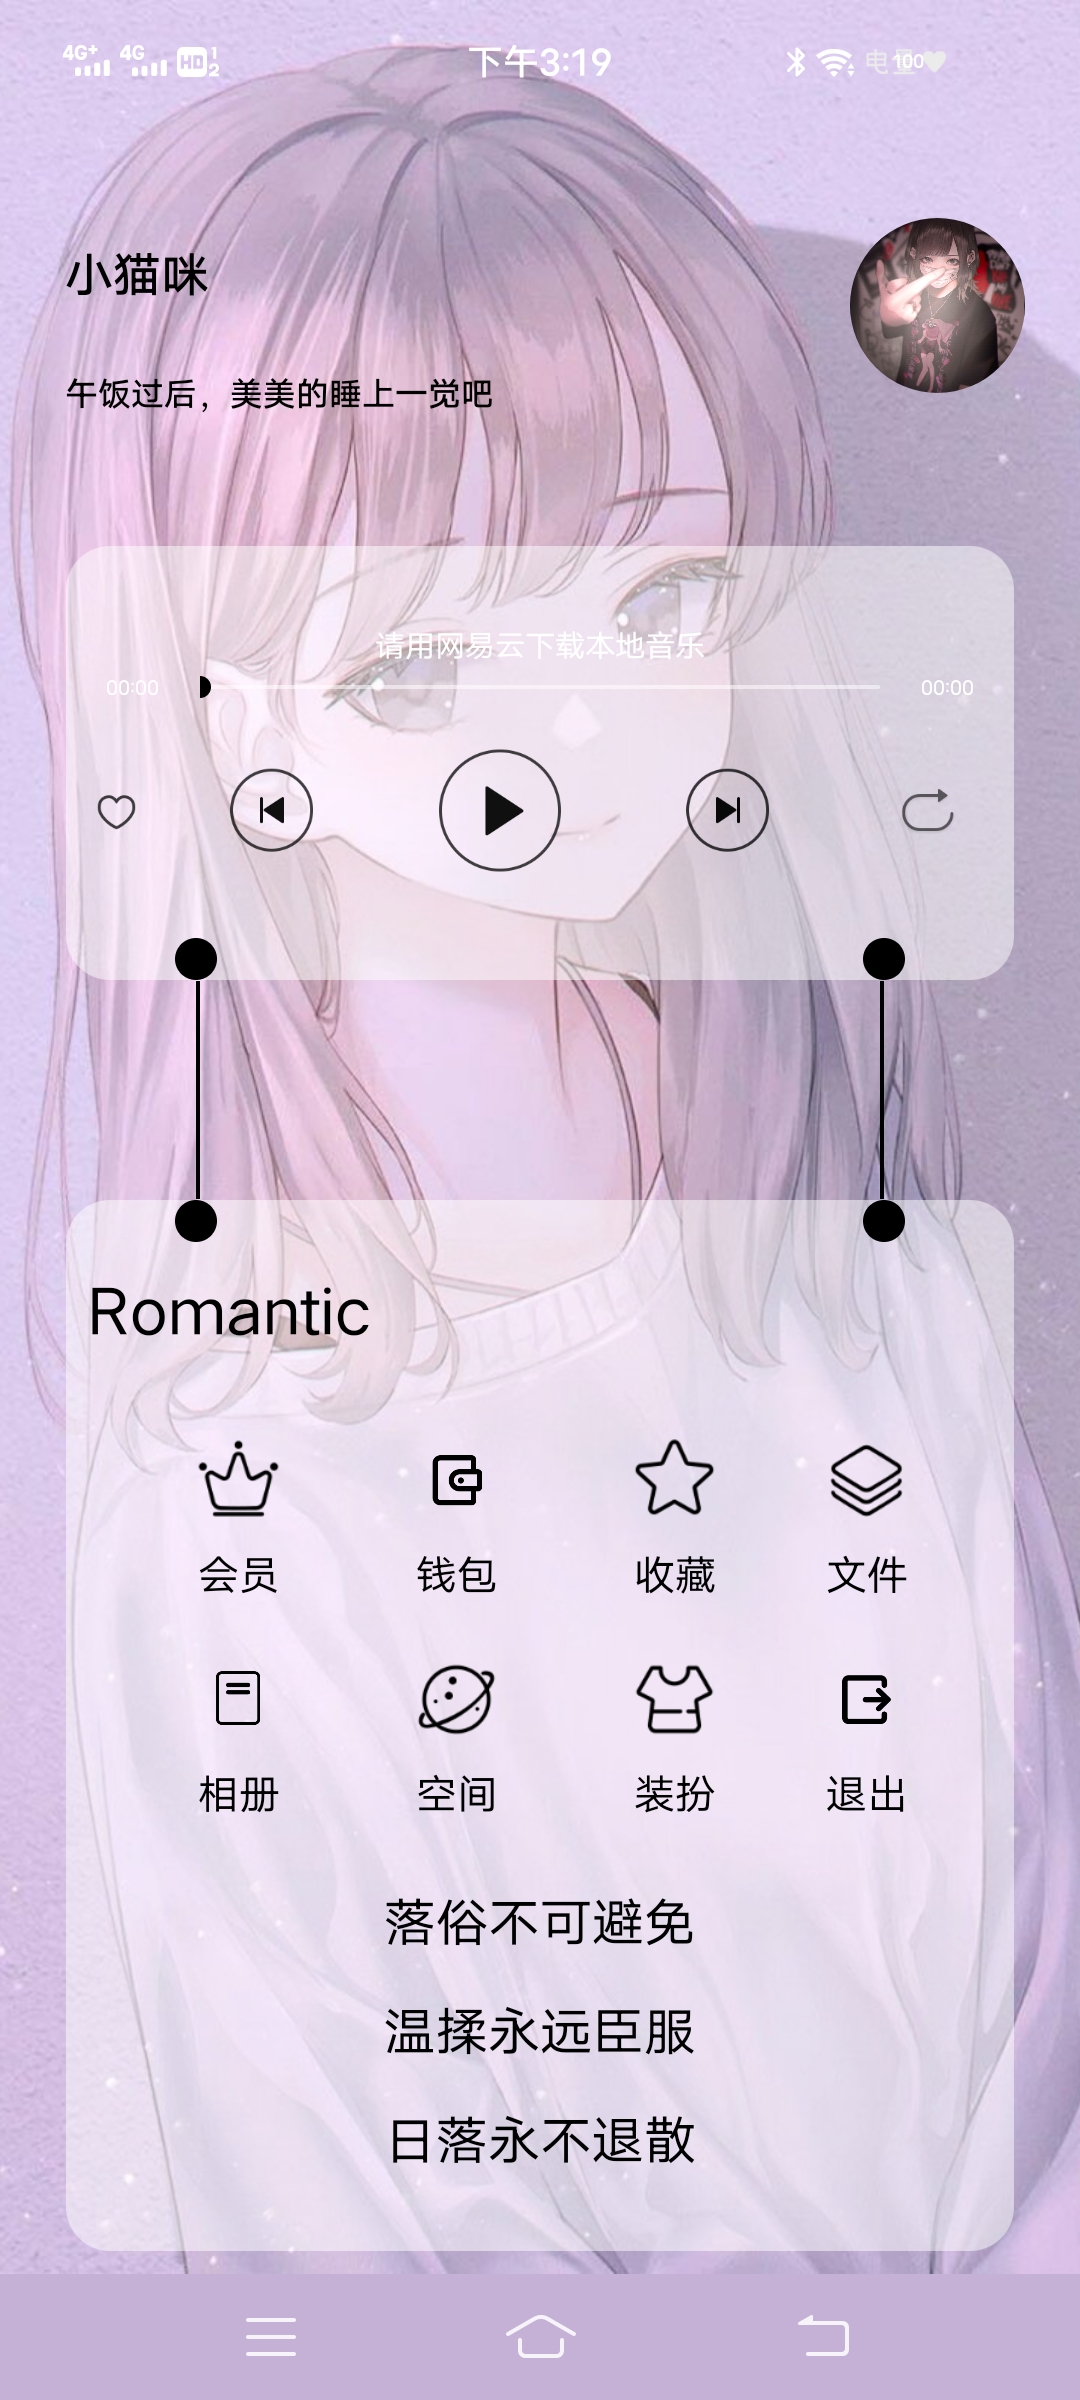 4G+ 4G HD 1 2 下午3:19 100
小猫咪
午饭过后，美美的睡上一觉吧
请用网易云下载本地音乐
00:00 00:00
Romantic
会员 钱包 收藏 文件
相册 空间 装扮 退出
落俗不可避免
温揉永远臣服
日落永不退散